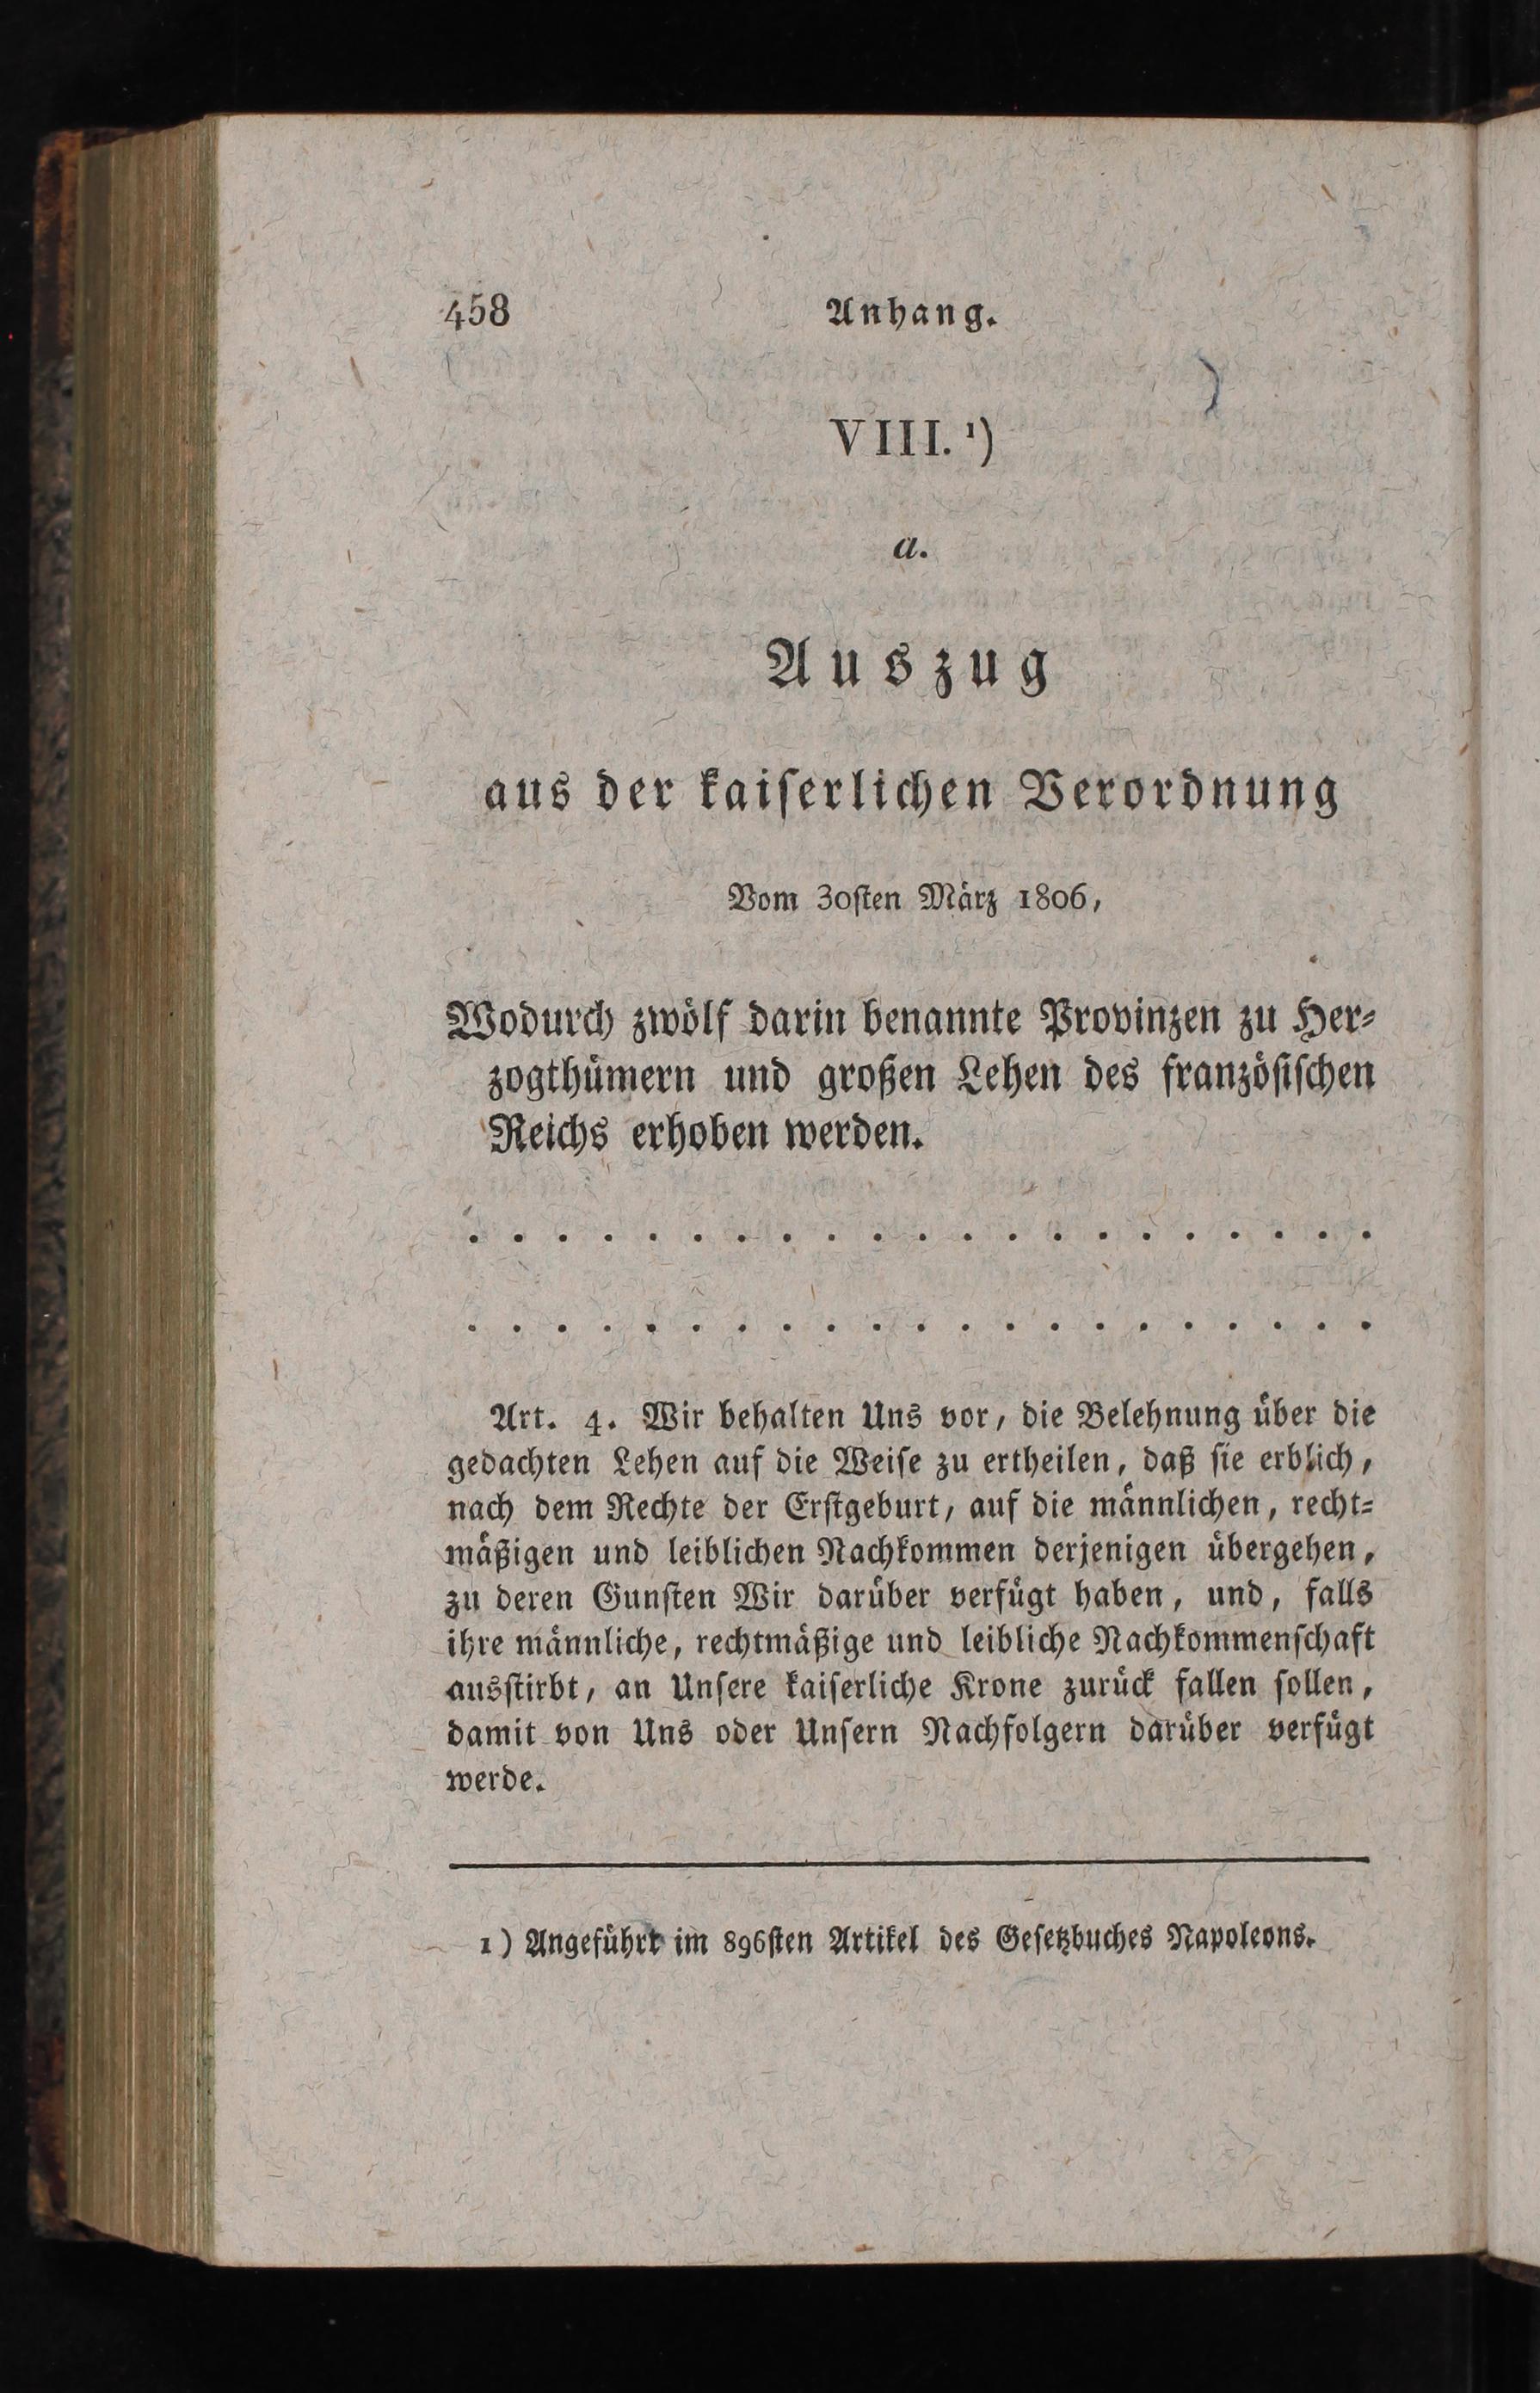 458 Anhang.
VIII. ¹)
a.
Auszug
aus der kaiſerlichen Verordnung
Vom 30ſten März 1806,
Wodurch zwölf darin benannte Provinzen zu Her⸗
zogthümern und großen Lehen des franzöſiſchen
Reichs erhoben werden.
. . . . . . . . . . . . . . . . . . . . .
. . . . . . . . . . . . . . . . . . . . .
Art. 4. Wir behalten Uns vor, die Belehnung über die
gedachten Lehen auf die Weiſe zu ertheilen, daß ſie erblich,
nach dem Rechte der Erſtgeburt, auf die männlichen, recht⸗
mäßigen und leiblichen Nachkommen derjenigen übergehen,
zu deren Gunſten Wir darüber verfügt haben, und, falls
ihre männliche, rechtmäßige und leibliche Nachkommenſchaft
ausſtirbt, an Unſere kaiſerliche Krone zurück fallen ſollen,
damit von Uns oder Unſern Nachfolgern darüber verfügt
werde.
1) Angeführt im 896ſten Artikel des Geſetzbuches Napoleons.